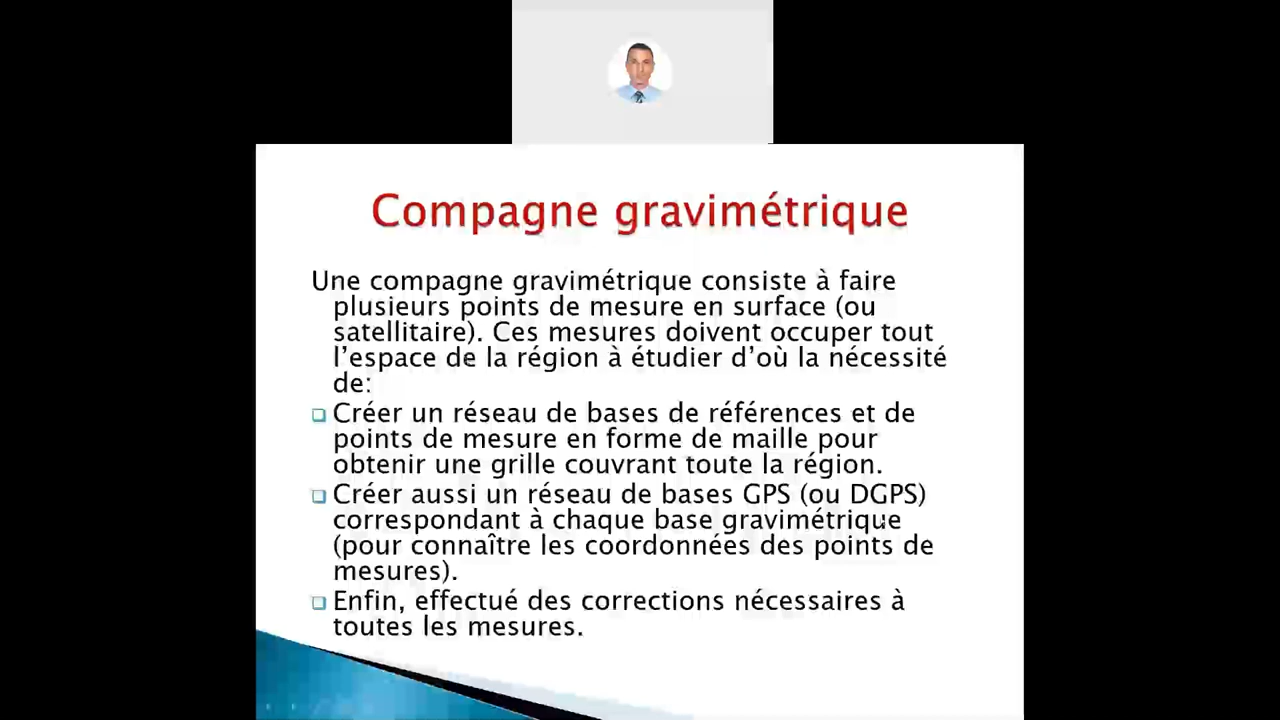 Compagne gravimétrique
Une compagne gravimétrique consiste à faire
plusieurs points de mesure en surface (ou
satellitaire). Ces mesures doivent occuper tout
l’espace de la région à étudier d’où la nécessité
de:
Créer un réseau de bases de références et de
points de mesure en forme de maille pour
obtenir une grille couvrant toute la région.
Créer aussi un réseau de bases GPS (ou DGPS)
correspondant à chaque base gravimétrique
(pour connaître les coordonnées des points de
mesures).
Enfin, effectué des corrections nécessaires à
toutes les mesures.